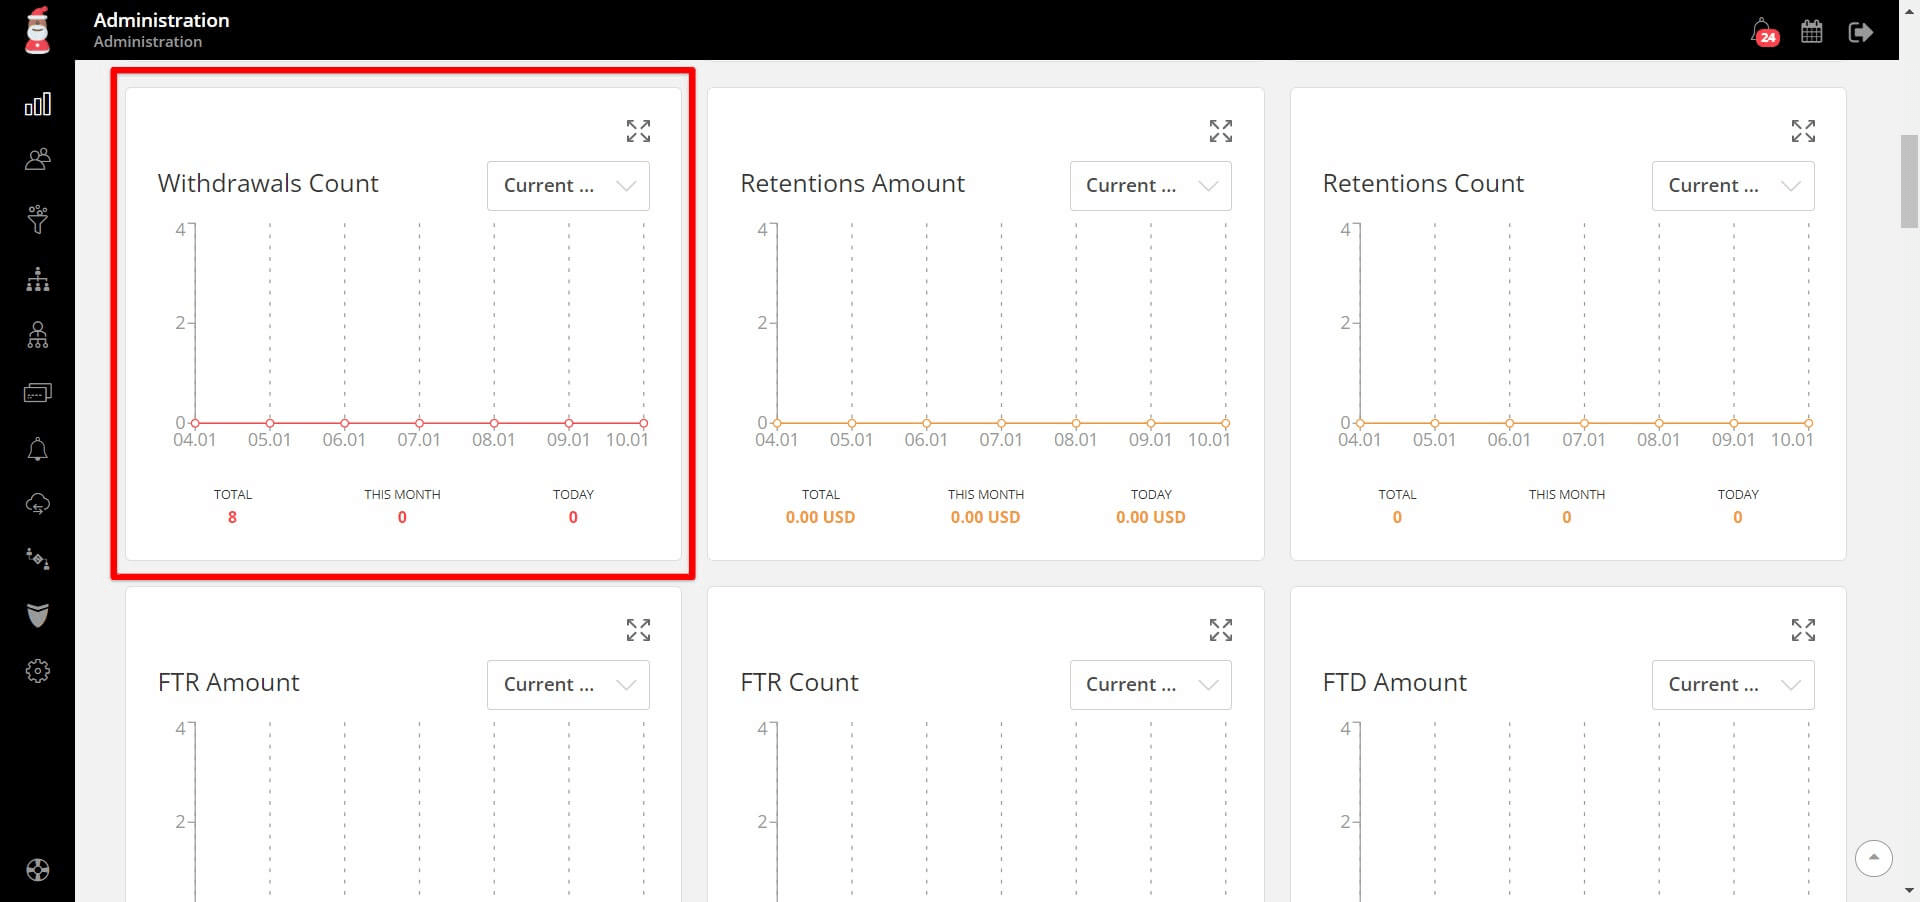 Administration
Administration
24
Withdrawals Count
Current ...
4
2
0
04.01 05.01 06.01 07.01 08.01 09.01 10.01
TOTAL THIS MONTH TODAY
8 0 0
Retentions Amount
Current ...
4
2
0
04.01 05.01 06.01 07.01 08.01 09.01 10.01
TOTAL THIS MONTH TODAY
0.00 USD 0.00 USD 0.00 USD
Retentions Count
Current ...
4
2
0
04.01 05.01 06.01 07.01 08.01 09.01 10.01
TOTAL THIS MONTH TODAY
0 0 0
FTR Amount
Current ...
4
2
FTR Count
Current ...
4
2
FTD Amount
Current ...
4
2